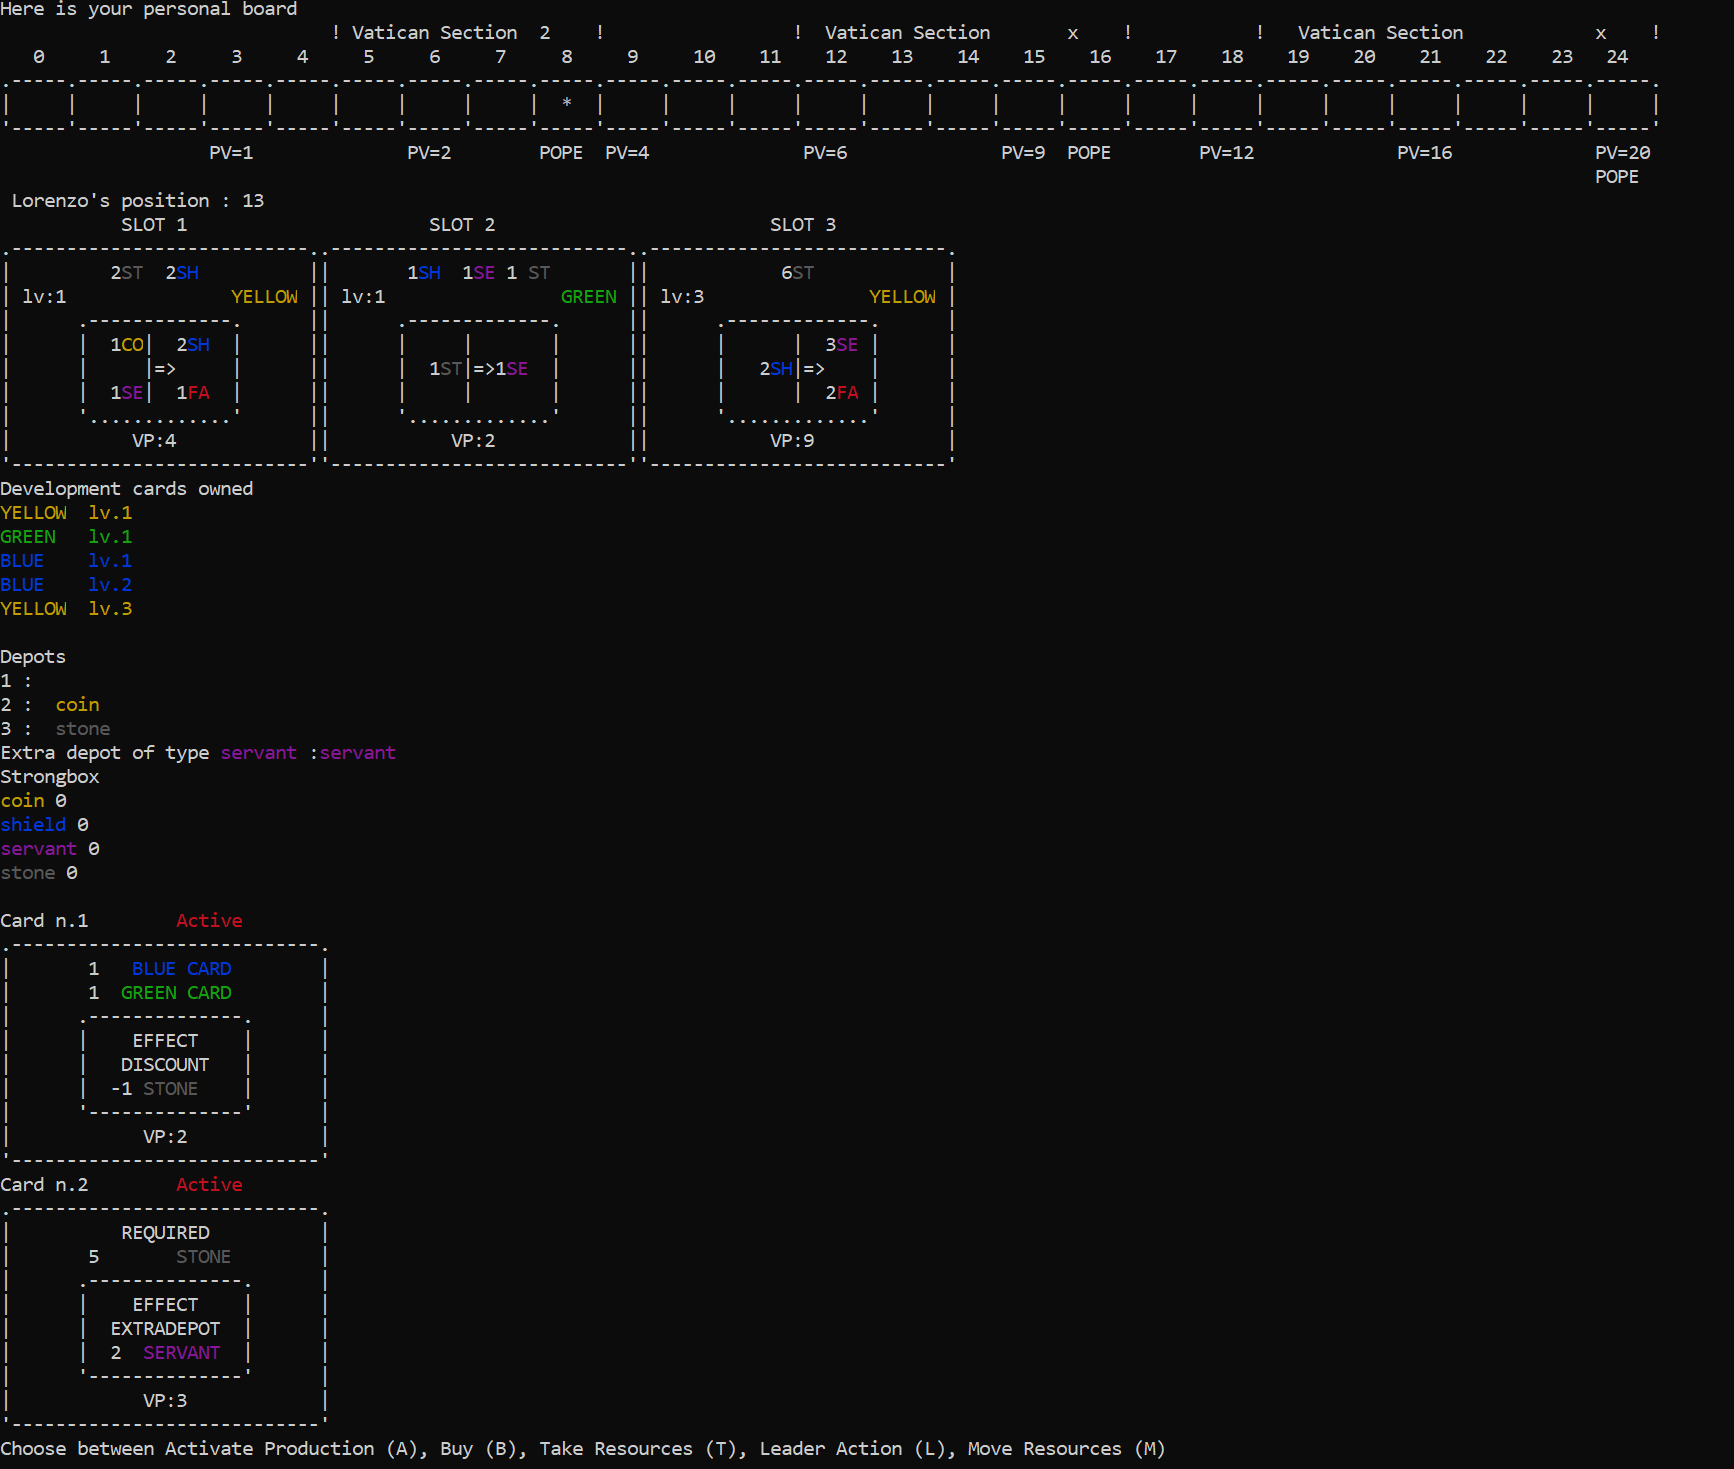 Here is your personal board
! Vatican Section 2 ! ! Vatican Section x ! ! Vatican Section x !
0 1 2 3 4 5 6 7 8 9 10 11 12 13 14 15 16 17 18 19 20 21 22 23 24
*
PV=1 PV=2 POPE PV=4 PV=6 PV=9 POPE PV=12 PV=16 PV=20
POPE
Lorenzo's position : 13
SLOT 1 SLOT 2 SLOT 3
2ST 2SH || 1SH 1SE 1 ST || 6ST
lv:1 YELLOW || lv:1 GREEN || lv:3 YELLOW
1CO| 2SH 3SE
|=> 1ST|=>1SE 2SH|=>
1SE| 1FA 2FA
VP:4 VP:2 VP:9
Development cards owned
YELLOW lv.1
GREEN lv.1
BLUE lv.1
BLUE lv.2
YELLOW lv.3
Depots
1 :
2 : coin
3 : stone
Extra depot of type servant :servant
Strongbox
coin 0
shield 0
servant 0
stone 0
Card n.1 Active
1 BLUE CARD
1 GREEN CARD
EFFECT
DISCOUNT
-1 STONE
VP:2
Card n.2 Active
REQUIRED
5 STONE
EFFECT
EXTRADEPOT
2 SERVANT
VP:3
Choose between Activate Production (A), Buy (B), Take Resources (T), Leader Action (L), Move Resources (M)